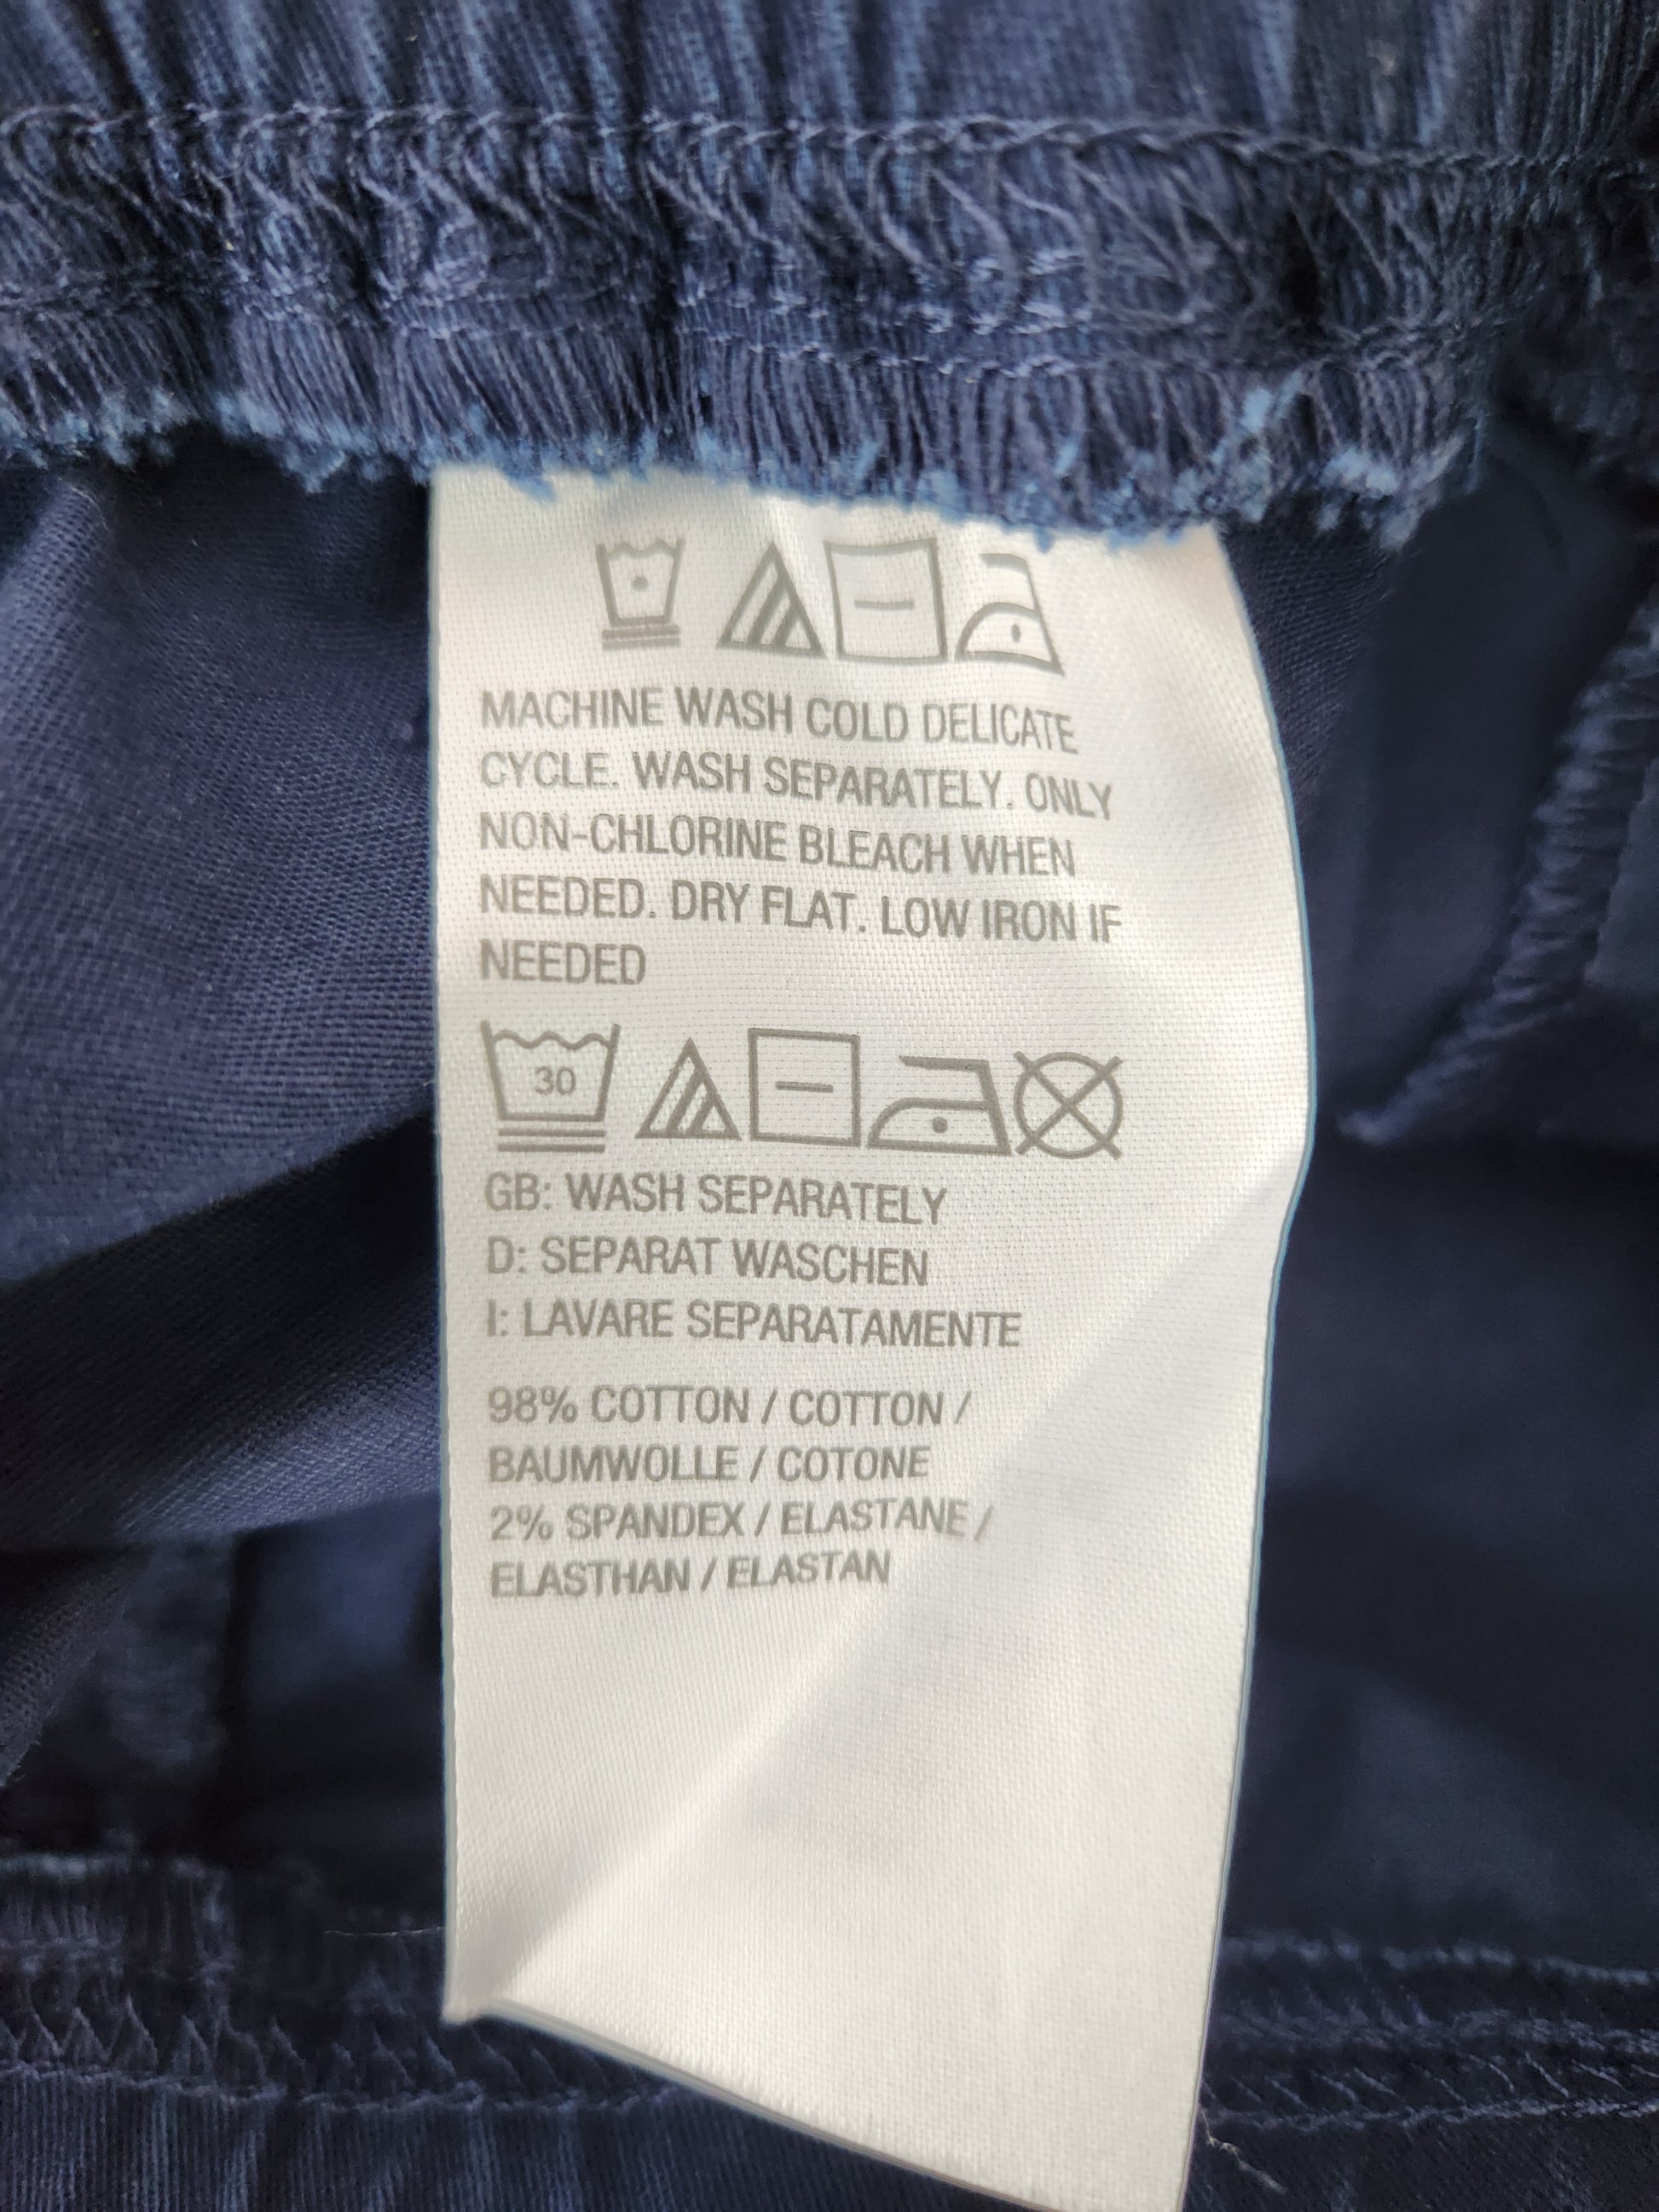 MACHINE WASH COLD DELICATE
CYCLE. WASH SEPARATELY. ONLY
NON-CHLORINE BLEACH WHEN
NEEDED. DRY FLAT. LOW IRON IF
NEEDED
30
GB: WASH SEPARATELY
D: SEPARAT WASCHEN
I: LAVARE SEPARATAMENTE
98% COTTON / COTTON /
BAUMWOLLE / COTONE
2% SPANDEX / ELASTANE /
ELASTHAN / ELASTAN